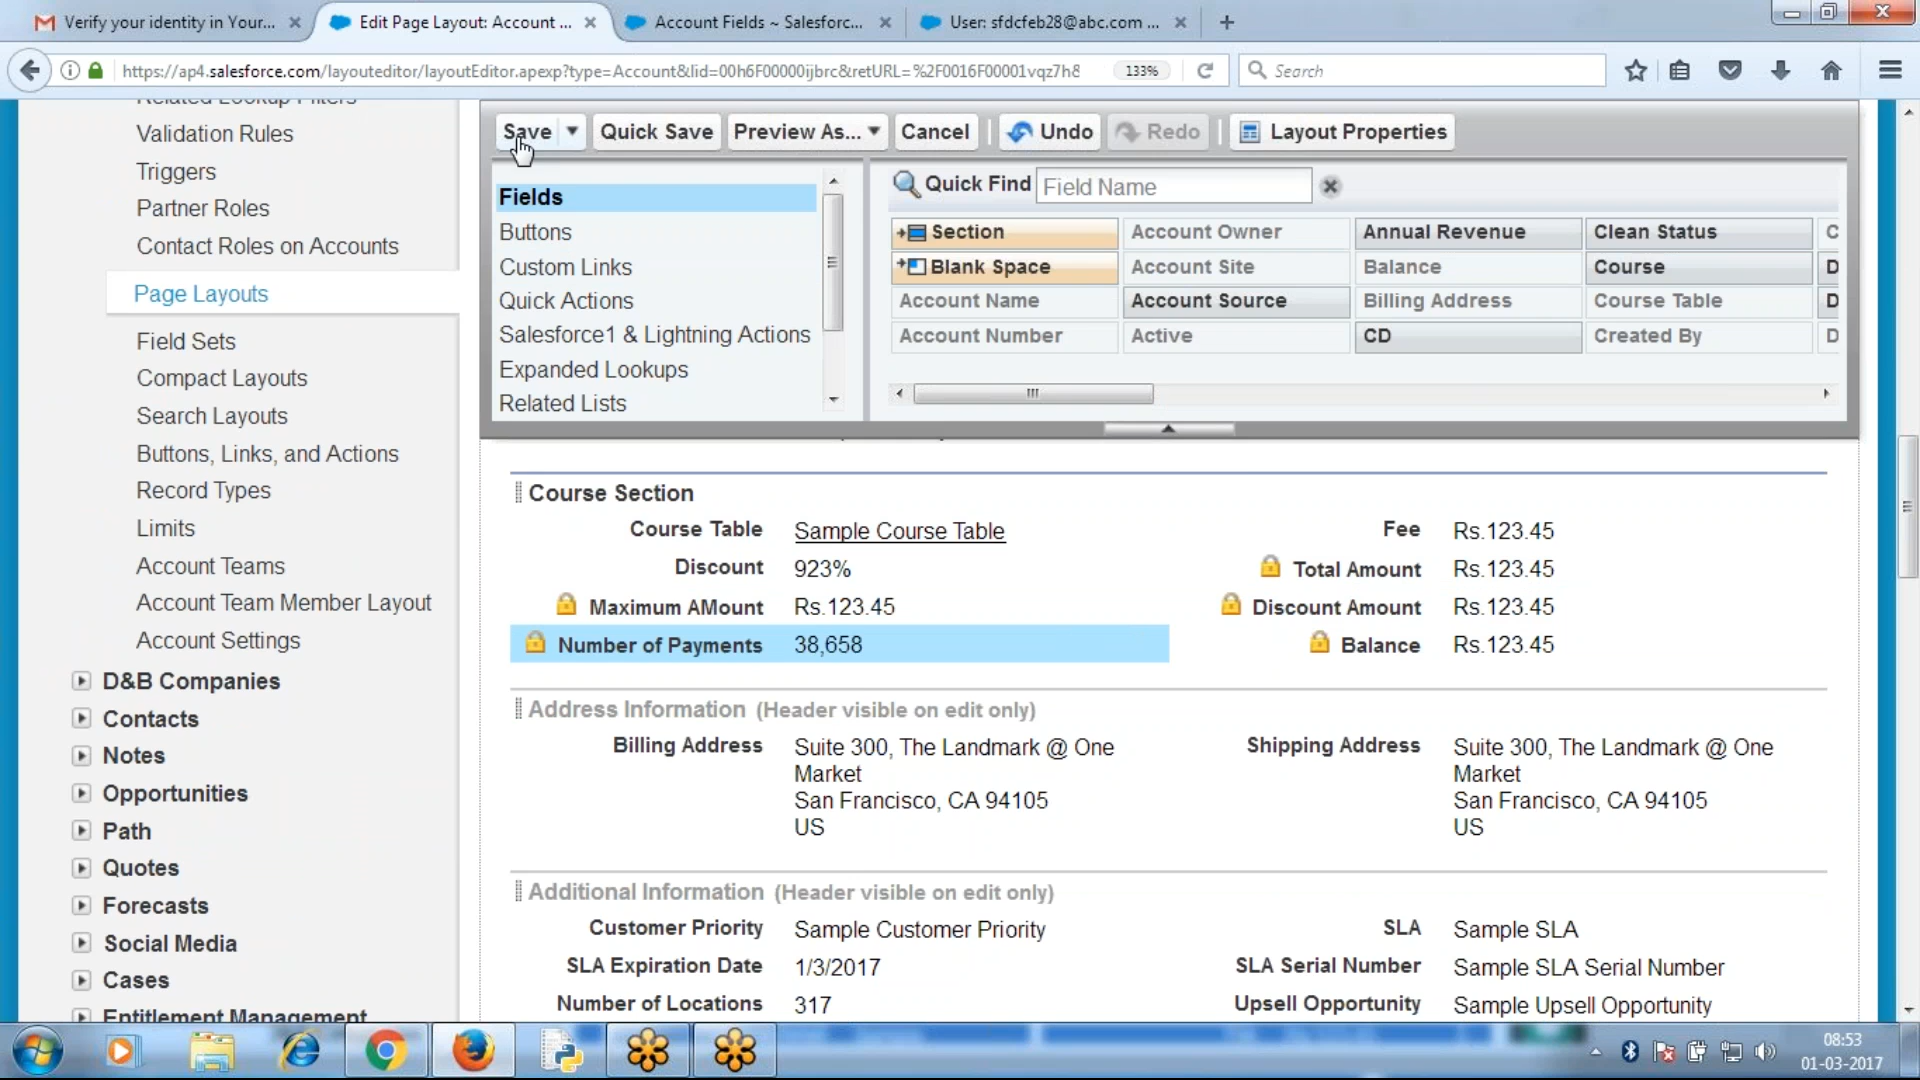 Verify your identity in Your...
Edit Page Layout: Account ...
Account Fields ~ Salesforc...
User: sfdcfeb28@abc.com ...
https://ap4.salesforce.com/layouteditor/layoutEditor.apexp?type=Account&lid=00h6F00000ijbrc&retURL=%2F0016F00001vqz7h8
133%
Search
Related Lookup Filters
Validation Rules
Triggers
Partner Roles
Contact Roles on Accounts
Page Layouts
Field Sets
Compact Layouts
Search Layouts
Buttons, Links, and Actions
Record Types
Limits
Account Teams
Account Team Member Layout
Account Settings
D&B Companies
Contacts
Notes
Opportunities
Path
Quotes
Forecasts
Social Media
Cases
Entitlement Management
Save
Quick Save
Preview As...
Cancel
Undo
Redo
Layout Properties
Fields
Buttons
Custom Links
Quick Actions
Salesforce1 & Lightning Actions
Expanded Lookups
Related Lists
Quick Find
Field Name
Section
Account Owner
Annual Revenue
Clean Status
C
Blank Space
Account Site
Balance
Course
D
Account Name
Account Source
Billing Address
Course Table
D
Account Number
Active
CD
Created By
D
Course Section
Course Table
Sample Course Table
Fee
Rs.123.45
Discount
923%
Total Amount
Rs.123.45
Maximum AMount
Rs.123.45
Discount Amount
Rs.123.45
Number of Payments
38,658
Balance
Rs.123.45
Address Information (Header visible on edit only)
Billing Address
Suite 300, The Landmark @ One
Market
San Francisco, CA 94105
US
Shipping Address
Suite 300, The Landmark @ One
Market
San Francisco, CA 94105
US
Additional Information (Header visible on edit only)
Customer Priority
Sample Customer Priority
SLA
Sample SLA
SLA Expiration Date
1/3/2017
SLA Serial Number
Sample SLA Serial Number
Number of Locations
317
Upsell Opportunity
Sample Upsell Opportunity
08:53
01-03-2017